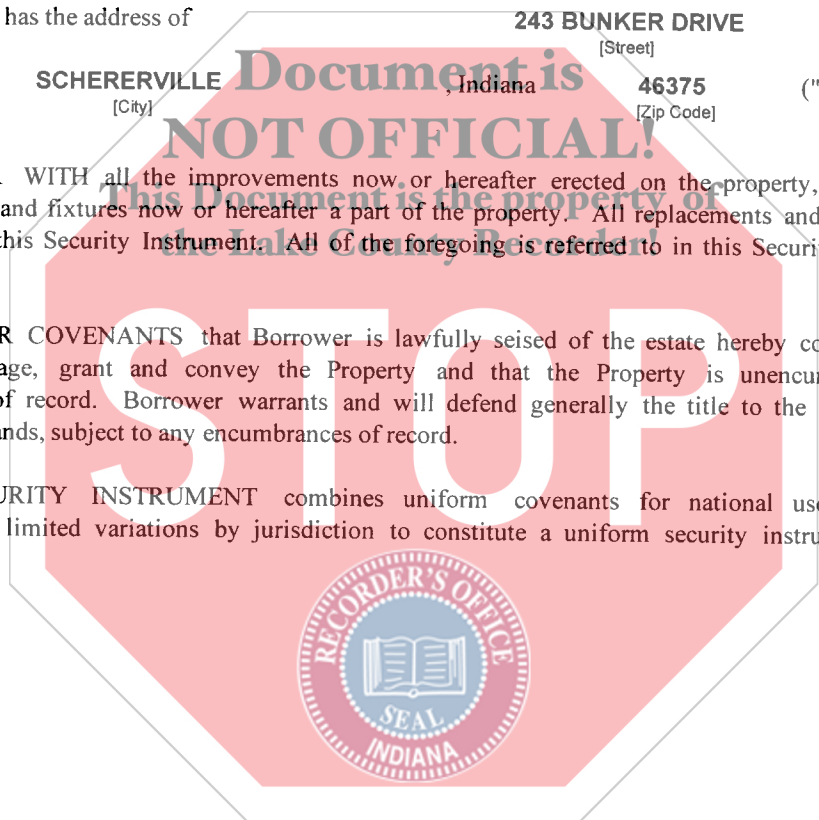 has the address of 243 BUNKER DRIVE
[Street]
Document is
SCHERERVILLE , Indiana 46375 ("
[City] [Zip Code]
NOT OFFICIAL!
WITH all the improvements now or hereafter erected on the property,
This Document is the property of
and fixtures now or hereafter a part of the property. All replacements and
the Lake County Recorder!
this Security Instrument. All of the foregoing is referred to in this Securi
R COVENANTS that Borrower is lawfully seised of the estate hereby co
age, grant and convey the Property and that the Property is unencu
of record. Borrower warrants and will defend generally the title to the
ands, subject to any encumbrances of record.
STOP
URITY INSTRUMENT combines uniform covenants for national us
limited variations by jurisdiction to constitute a uniform security instru
RECORDER'S OFFICE
SEAL
INDIANA